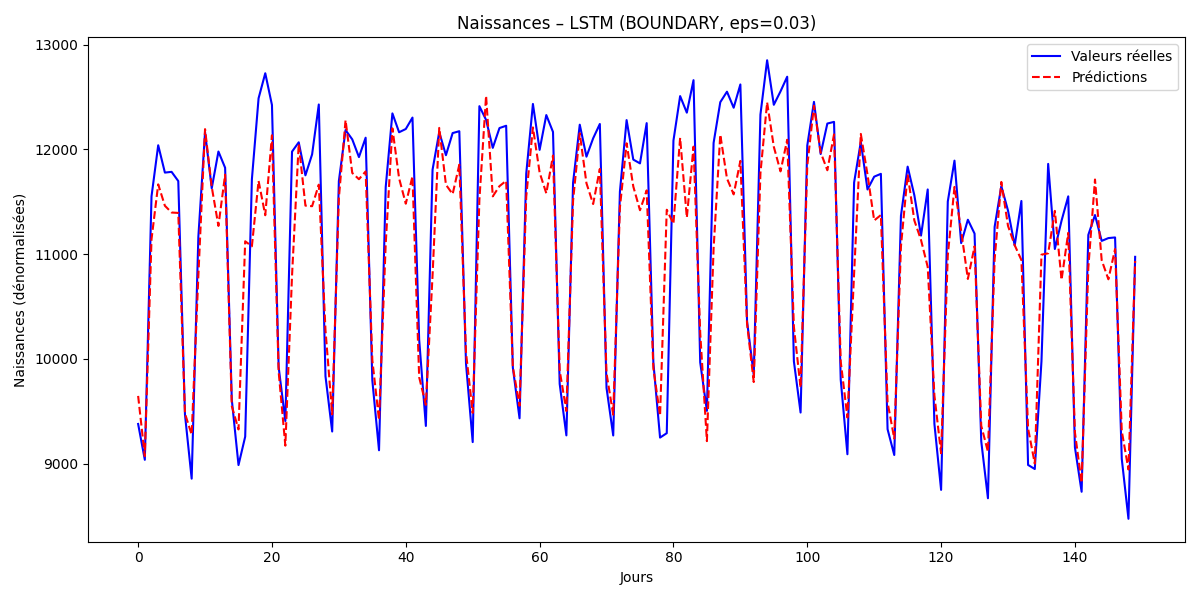 Naissances – LSTM (BOUNDARY, eps=0.03)
Valeurs réelles
Prédictions
Naissances (dénormalisées)
13000
12000
11000
10000
9000
0 20 40 60 80 100 120 140
Jours